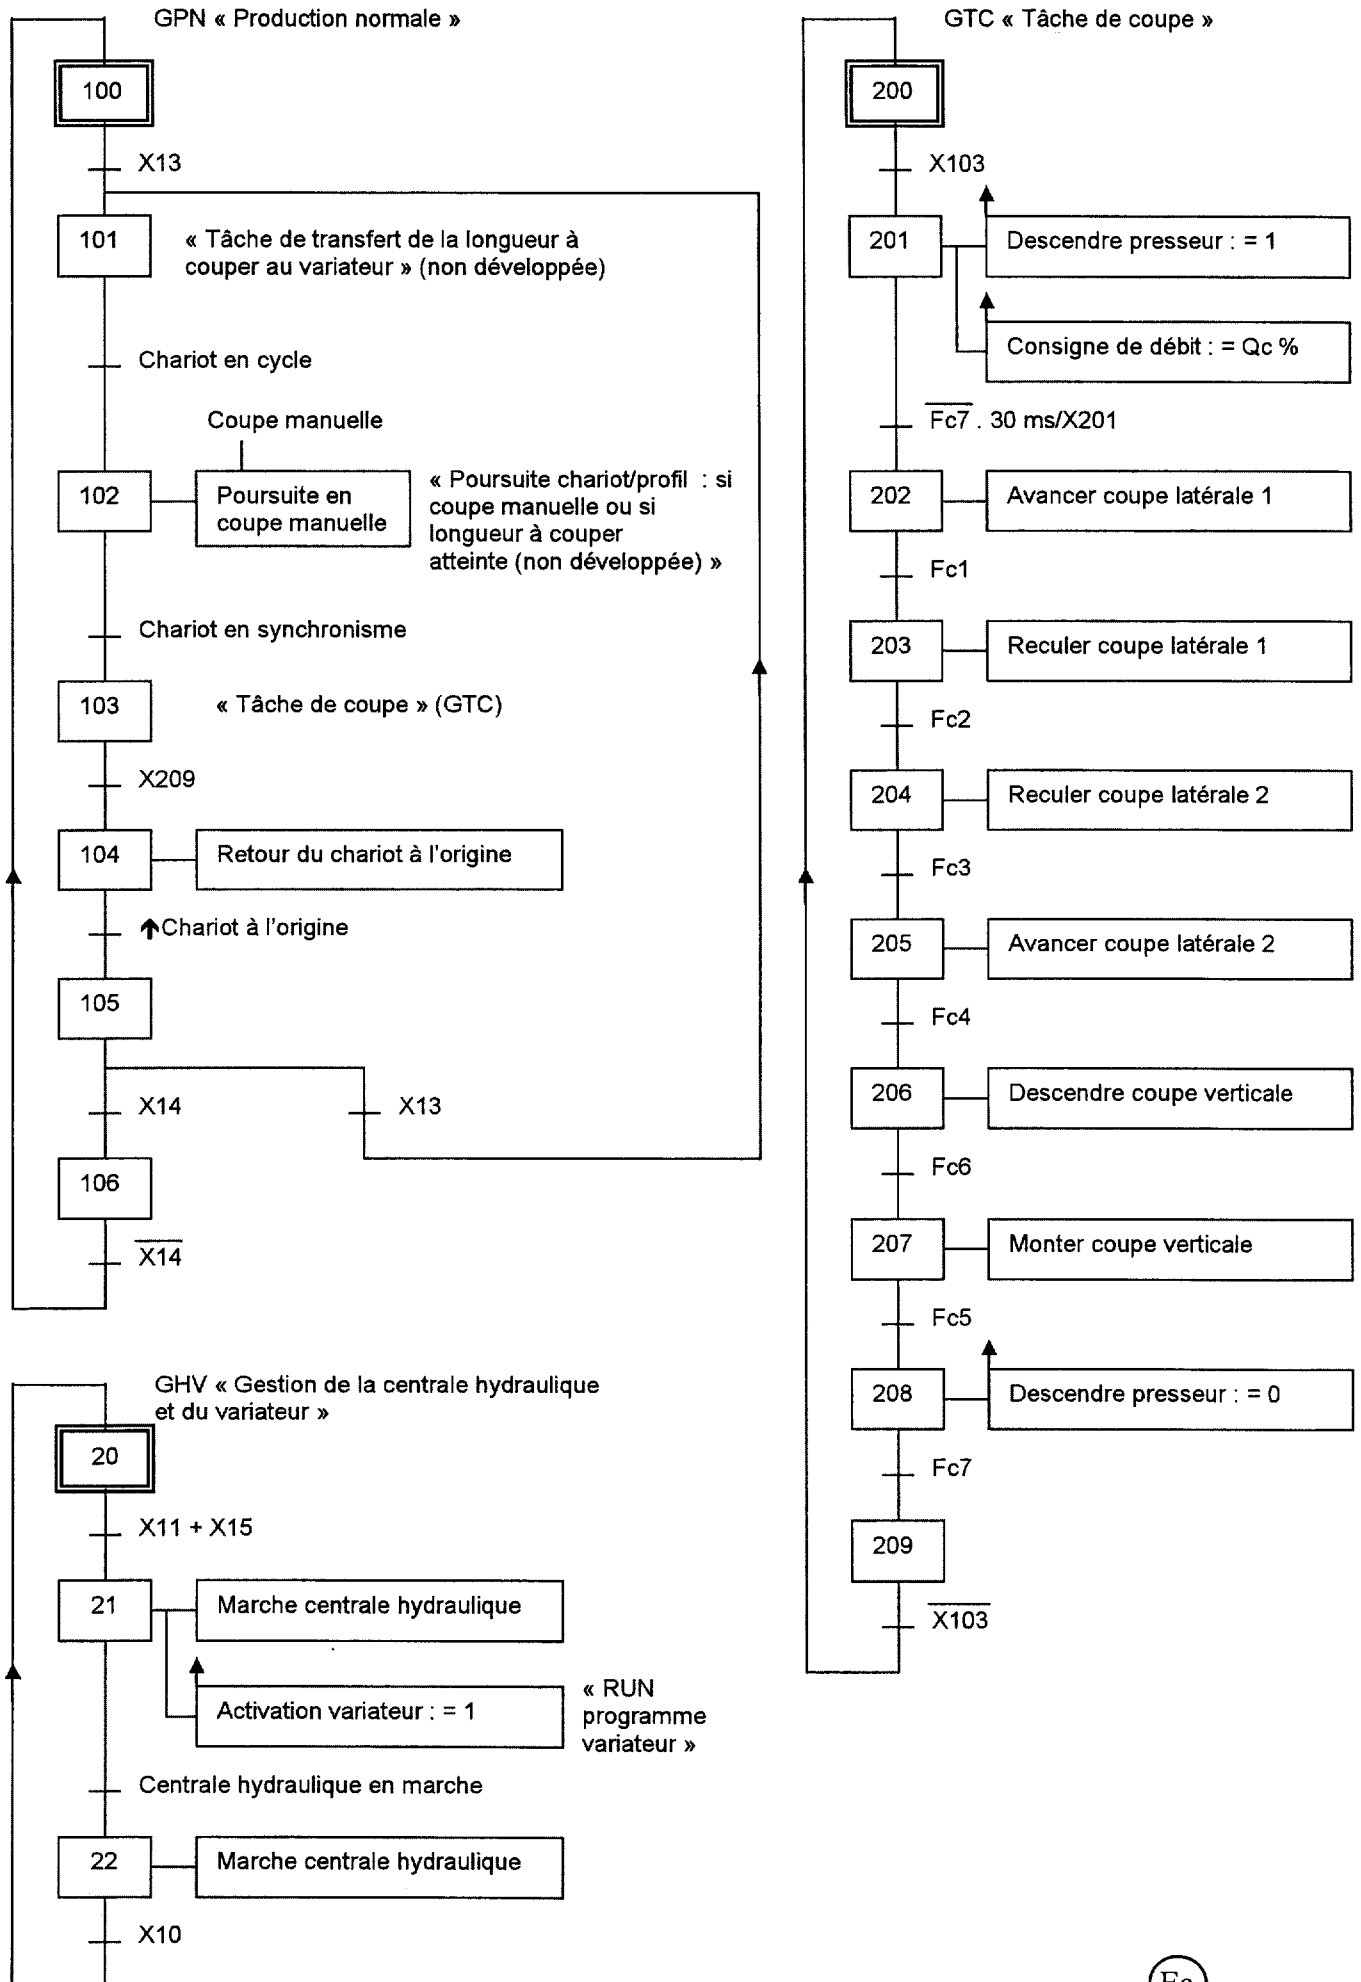 GPN « Production normale »
100
X13
101
« Tâche de transfert de la longueur à
couper au variateur » (non développée)
Chariot en cycle
Coupe manuelle
102
Poursuite en
coupe manuelle
« Poursuite chariot/profil : si
coupe manuelle ou si
longueur à couper
atteinte (non développée) »
Chariot en synchronisme
103
« Tâche de coupe » (GTC)
X209
104
Retour du chariot à l'origine
↑Chariot à l'origine
105
X14
X13
106
X14
GHV « Gestion de la centrale hydraulique
et du variateur »
20
X11 + X15
21
Marche centrale hydraulique
Activation variateur : = 1
« RUN
programme
variateur »
Centrale hydraulique en marche
22
Marche centrale hydraulique
X10
GTC « Tâche de coupe »
200
X103
201
Descendre presseur : = 1
Consigne de débit : = Qc %
Fc7 . 30 ms/X201
202
Avancer coupe latérale 1
Fc1
203
Reculer coupe latérale 1
Fc2
204
Reculer coupe latérale 2
Fc3
205
Avancer coupe latérale 2
Fc4
206
Descendre coupe verticale
Fc6
207
Monter coupe verticale
Fc5
208
Descendre presseur : = 0
Fc7
209
X103